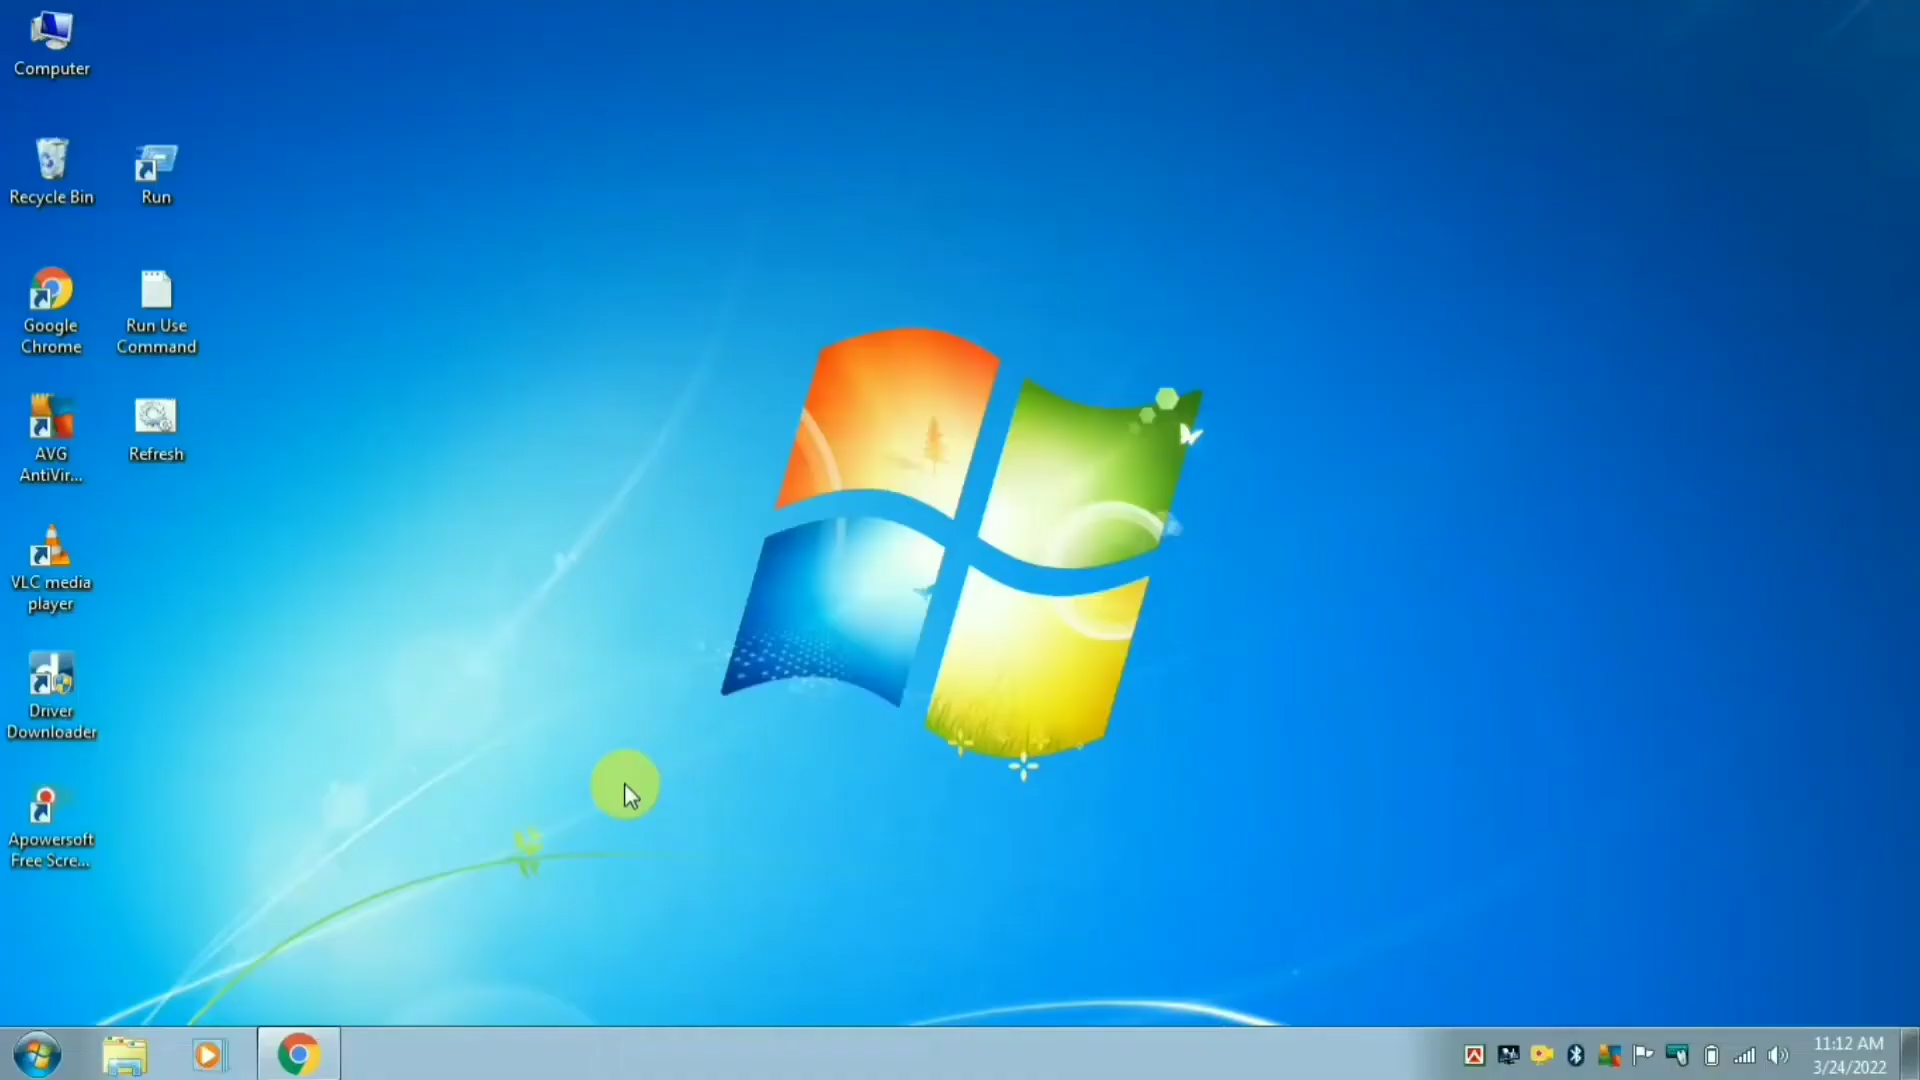 Computer
Recycle Bin
Run
Google
Chrome
Run Use
Command
AVG
AntiVir...
Refresh
VLC media
player
Driver
Downloader
Apowersoft
Free Scre...
11:12 AM
3/24/2022